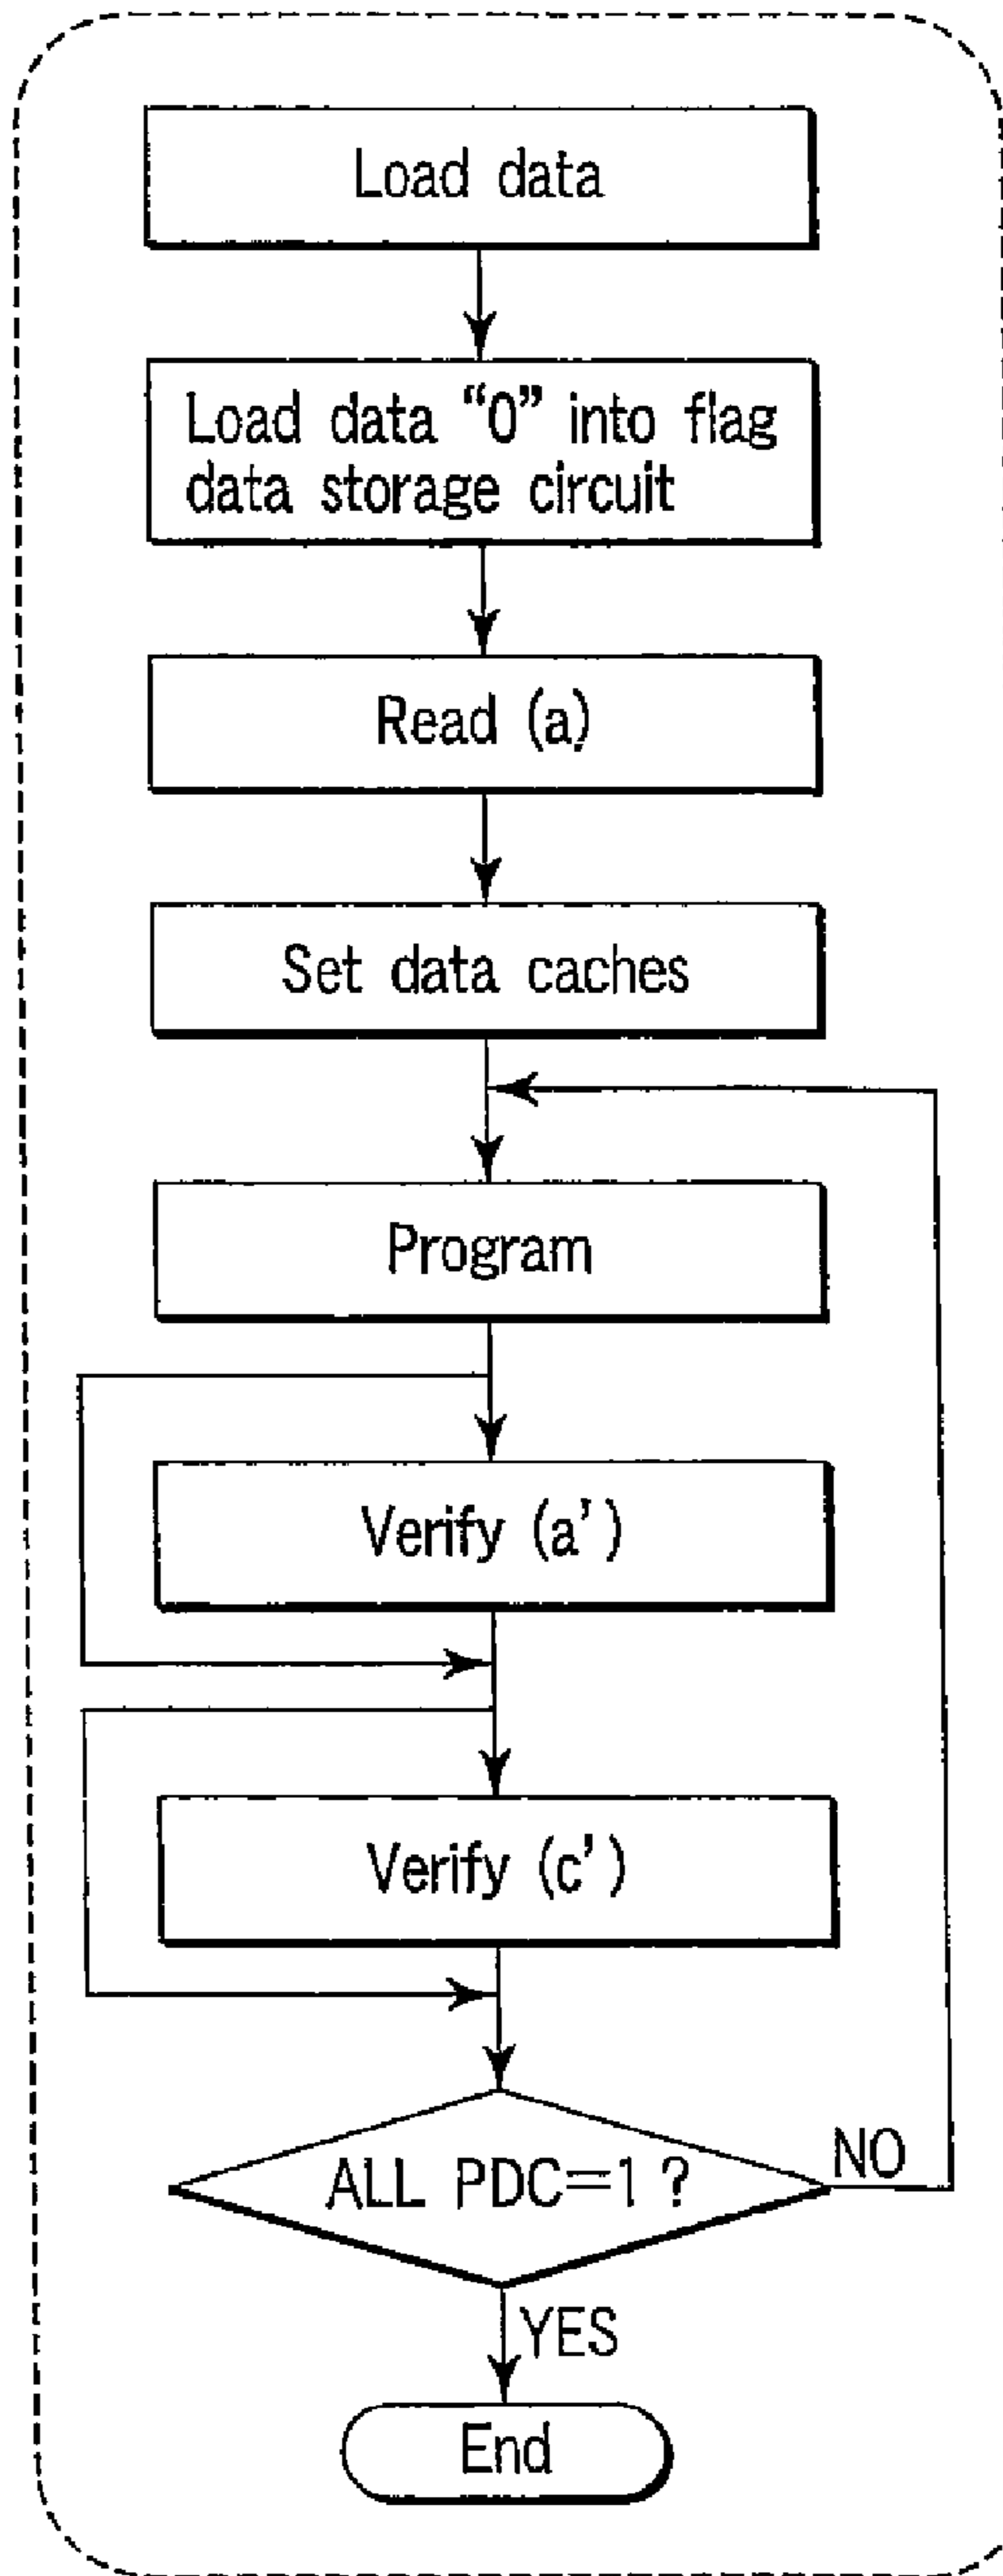 Load data
Load data “0” into flag
data storage circuit
Read (a)
Set data caches
Program
Verify (a’)
Verify (c’)
ALL PDC=1 ?
NO
YES
End